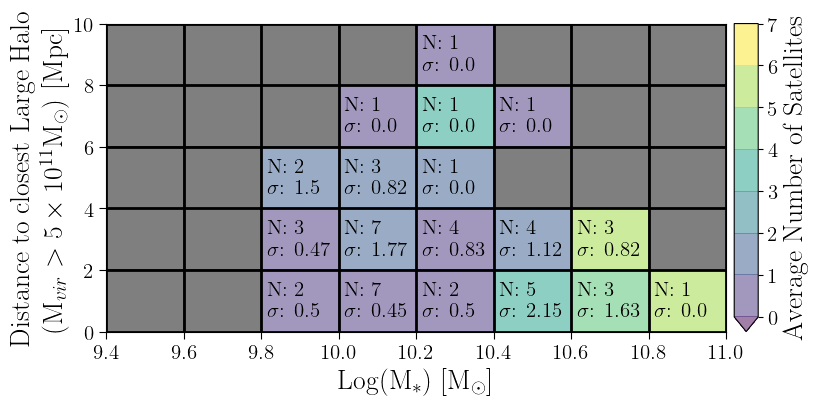 Distance to closest Large Halo
(M_{vir} > 5 × 10^{11}M_⊙) [Mpc]
10
8
6
4
2
0
N: 1
σ: 0.0
N: 1
σ: 0.0
N: 1
σ: 0.0
N: 1
σ: 0.0
N: 2
σ: 1.5
N: 3
σ: 0.82
N: 1
σ: 0.0
N: 3
σ: 0.47
N: 7
σ: 1.77
N: 4
σ: 0.83
N: 4
σ: 1.12
N: 3
σ: 0.82
N: 2
σ: 0.5
N: 7
σ: 0.45
N: 2
σ: 0.5
N: 5
σ: 2.15
N: 3
σ: 1.63
N: 1
σ: 0.0
9.4 9.6 9.8 10.0 10.2 10.4 10.6 10.8 11.0
Log(M_*) [M_⊙]
7
6
5
4
3
2
1
0
Average Number of Satellites